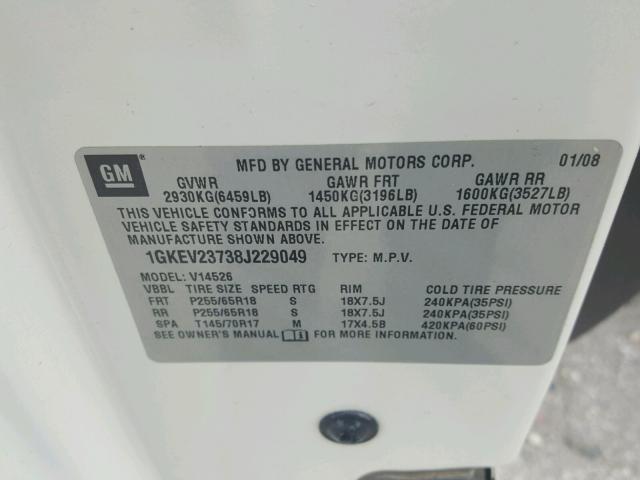 GM® MFD BY GENERAL MOTORS CORP. 01/08
GVWR GAWR FRT GAWR RR
2930KG(6459LB) 1450KG(3196LB) 1600KG(3527LB)
THIS VEHICLE CONFORMS TO ALL APPLICABLE U.S. FEDERAL MOTOR
VEHICLE SAFETY STANDARDS IN EFFECT ON THE DATE OF
MANUFACTURE SHOWN ABOVE.
1GKEV23738J229049 TYPE: M.P.V.
MODEL: V14526
VBBL TIRE SIZE SPEED RTG RIM COLD TIRE PRESSURE
FRT P255/65R18 S 18X7.5J 240KPA(35PSI)
RR P255/65R18 S 18X7.5J 240KPA(35PSI)
SPA T145/70R17 M 17X4.5B 420KPA(60PSI)
SEE OWNER'S MANUAL FOR MORE INFORMATION.